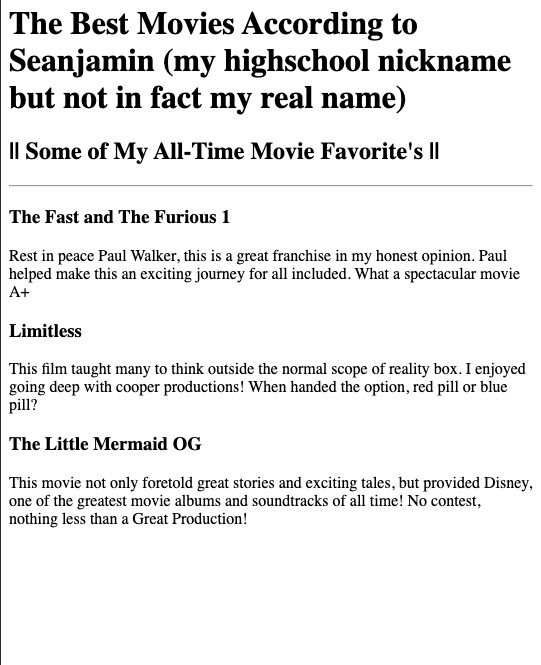 The Best Movies According to
Seanjamin (my highschool nickname
but not in fact my real name)
|| Some of My All-Time Movie Favorite's ||
The Fast and The Furious 1
Rest in peace Paul Walker, this is a great franchise in my honest opinion. Paul
helped make this an exciting journey for all included. What a spectacular movie
A+
Limitless
This film taught many to think outside the normal scope of reality box. I enjoyed
going deep with cooper productions! When handed the option, red pill or blue
pill?
The Little Mermaid OG
This movie not only foretold great stories and exciting tales, but provided Disney,
one of the greatest movie albums and soundtracks of all time! No contest,
nothing less than a Great Production!